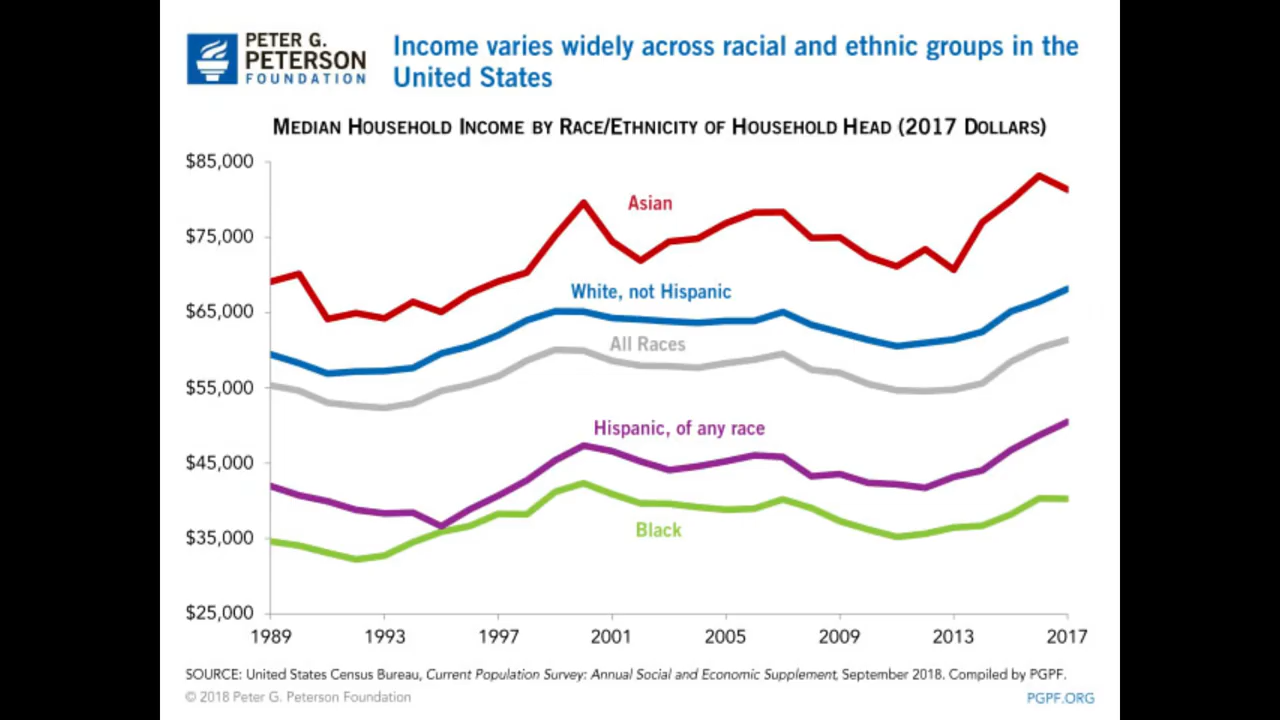 PETER G.
PETERSON
FOUNDATION
Income varies widely across racial and ethnic groups in the
United States
MEDIAN HOUSEHOLD INCOME BY RACE/ETHNICITY OF HOUSEHOLD HEAD (2017 DOLLARS)
$85,000
Asian
$75,000
White, not Hispanic
$65,000
All Races
$55,000
Hispanic, of any race
$45,000
Black
$35,000
$25,000
1989 1993 1997 2001 2005 2009 2013 2017
SOURCE: United States Census Bureau, Current Population Survey: Annual Social and Economic Supplement, September 2018. Compiled by PGPF.
© 2018 Peter G. Peterson Foundation
PGPF.ORG